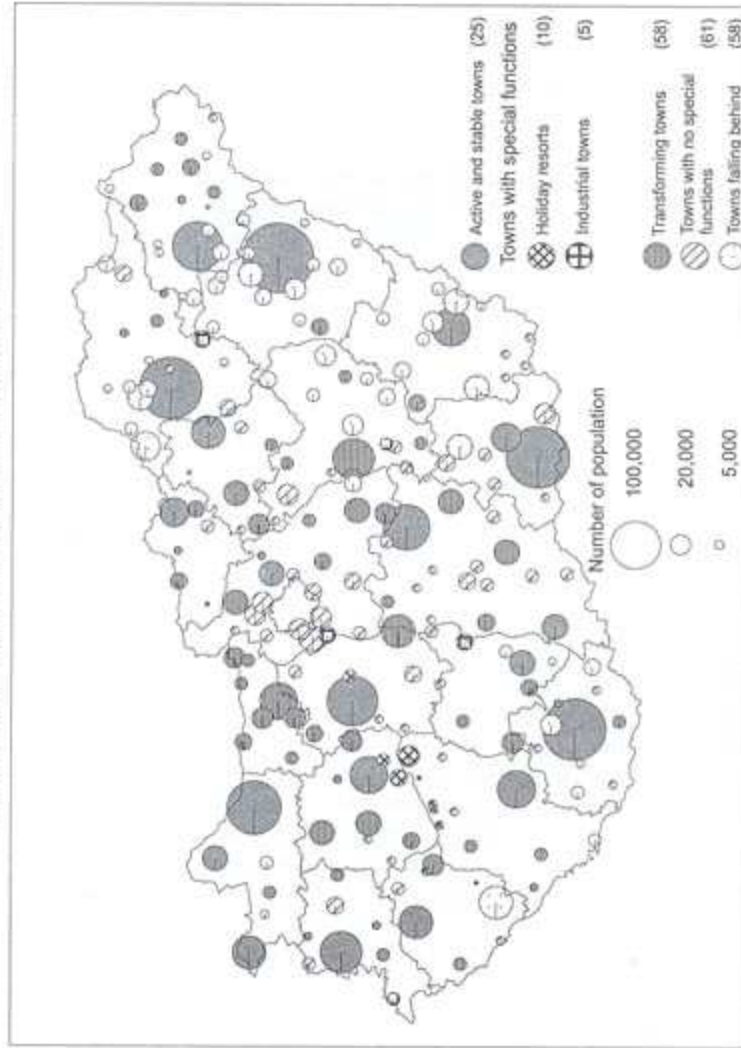 Active and stable towns (25)
Towns with special functions
Holiday resorts (10)
Industrial towns (5)
Transforming towns (58)
Towns with no special functions (61)
Towns falling behind (58)
Number of population
100,000
20,000
5,000